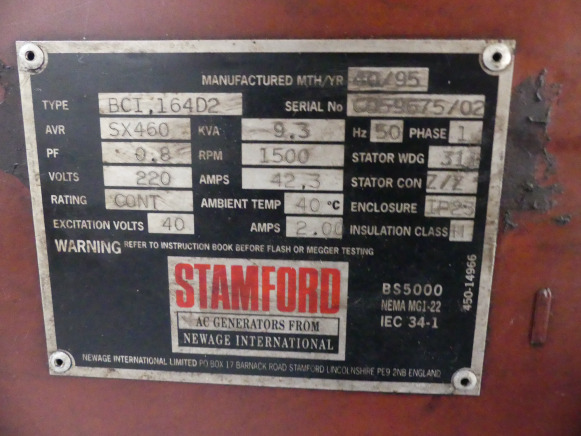 MANUFACTURED MTH/YR /95
TYPE BCI.164D2 SERIAL No
AVR SX460 KVA 9.3 Hz 50 PHASE 1
PF 0.8 RPM 1500 STATOR WDG
VOLTS 220 AMPS 42.3 STATOR CON Z/Z
RATING CONT AMBIENT TEMP 40 °C ENCLOSURE IP23
EXCITATION VOLTS 40 AMPS 2.00 INSULATION CLASS H
WARNING REFER TO INSTRUCTION BOOK BEFORE FLASH OR MEGGER TESTING
STAMFORD
AC GENERATORS FROM
NEWAGE INTERNATIONAL
BS5000
NEMA MG1-22
IEC 34-1
450-14966
NEWAGE INTERNATIONAL LIMITED PO BOX 17 BARNACK ROAD STAMFORD LINCOLNSHIRE PE9 2NB ENGLAND